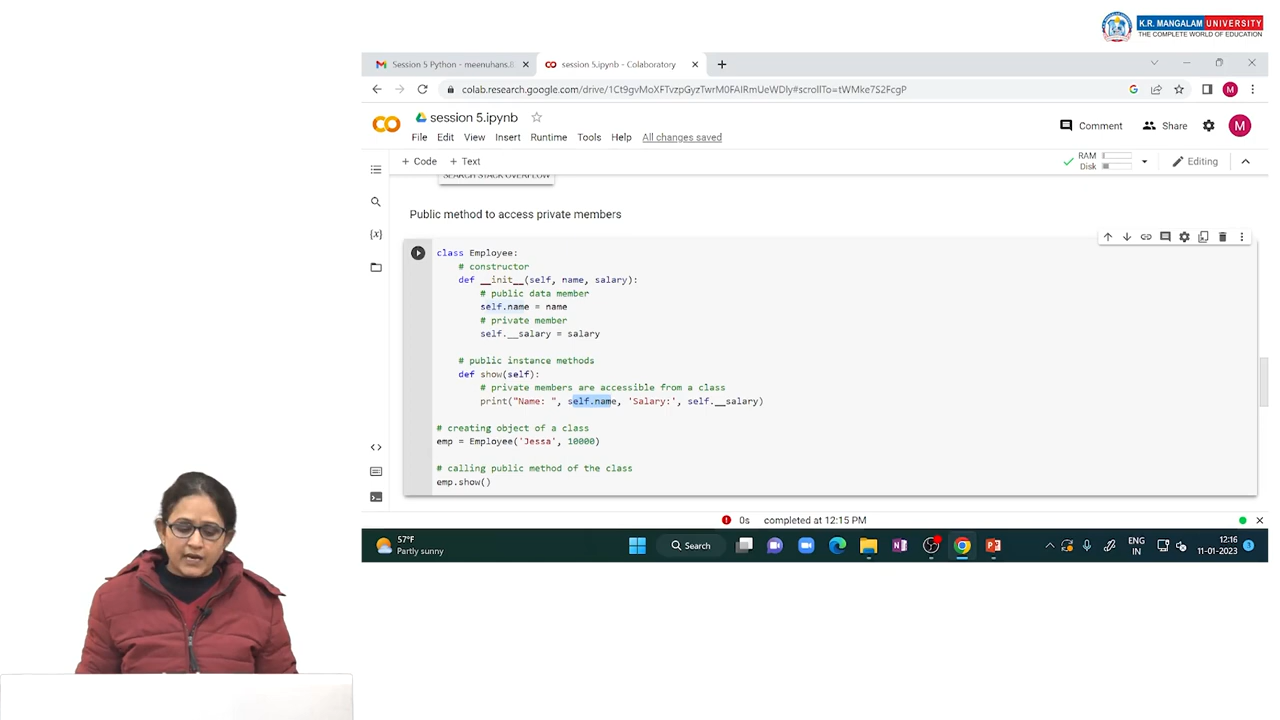 K.R. MANGALAM UNIVERSITY
THE COMPLETE WORLD OF EDUCATION
Session 5 Python - meenuhans.8
session 5.ipynb - Colaboratory
colab.research.google.com/drive/1Ct9gvMoXFTvzpGyzTwrM0FAIRmUeWDly#scrollTo=tWMke7S2FcgP
M
session 5.ipynb
Comment
Share
M
File Edit View Insert Runtime Tools Help All changes saved
+ Code + Text
RAM
Disk
Editing
SEARCH STACK OVERFLOW
Public method to access private members
class Employee:
# constructor
def __init__(self, name, salary):
# public data member
self.name = name
# private member
self.__salary = salary
# public instance methods
def show(self):
# private members are accessible from a class
print("Name: ", self.name, 'Salary:', self.__salary)
# creating object of a class
emp = Employee('Jessa', 10000)
# calling public method of the class
emp.show()
0s completed at 12:15 PM
57°F
Partly sunny
Search
ENG
IN
12:16
11-01-2023
3